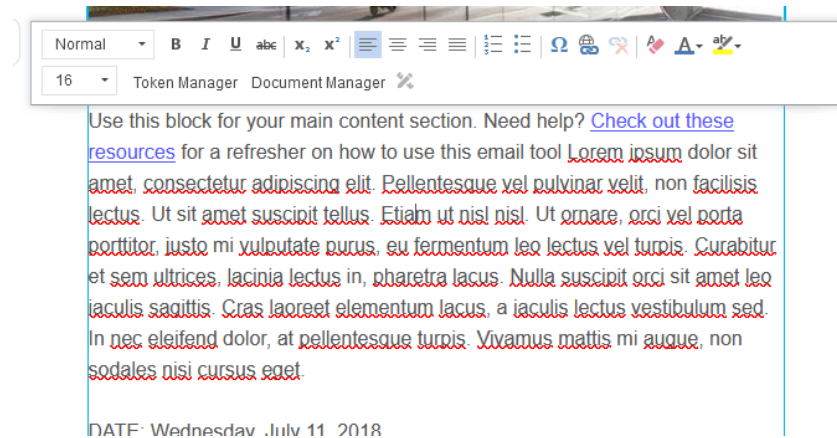 Normal B I U abc x₂ x² Ω A ab
16 Token Manager Document Manager
Use this block for your main content section. Need help? Check out these
resources for a refresher on how to use this email tool Lorem ipsum dolor sit
amet, consectetur adipiscing elit. Pellentesque vel pulvinar velit, non facilisis
lectus. Ut sit amet suscipit tellus. Etiam ut nisl nisl. Ut ornare, orci vel porta
porttitor, justo mi vulputate purus, eu fermentum leo lectus vel turpis. Curabitur
et sem ultrices, lacinia lectus in, pharetra lacus. Nulla suscipit orci sit amet leo
iaculis sagittis. Cras laoreet elementum lacus, a iaculis lectus vestibulum sed.
In nec eleifend dolor, at pellentesque turpis. Vivamus mattis mi augue, non
sodales nisi cursus eget.
DATE: Wednesday, July 11, 2018